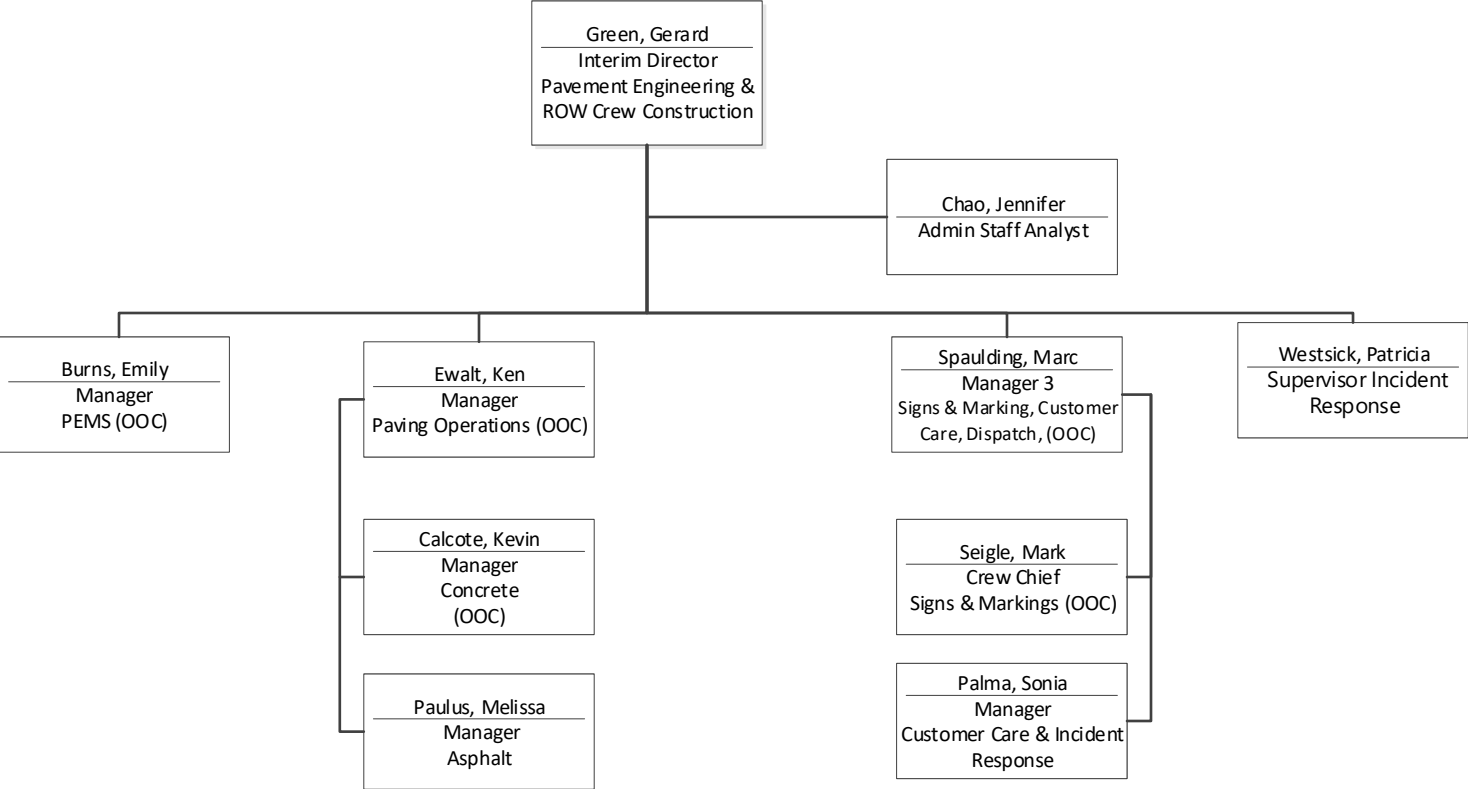 Green, Gerard
Interim Director
Pavement Engineering &
ROW Crew Construction
Chao, Jennifer
Admin Staff Analyst
Burns, Emily
Manager
PEMS (OOC)
Ewalt, Ken
Manager
Paving Operations (OOC)
Spaulding, Marc
Manager 3
Signs & Marking, Customer
Care, Dispatch, (OOC)
Westsick, Patricia
Supervisor Incident
Response
Calcote, Kevin
Manager
Concrete
(OOC)
Seigle, Mark
Crew Chief
Signs & Markings (OOC)
Paulus, Melissa
Manager
Asphalt
Palma, Sonia
Manager
Customer Care & Incident
Response